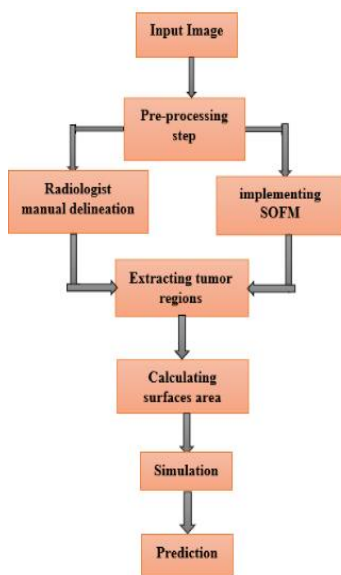 Input Image
Pre-processing
step
Radiologist
manual delineation
implementing
SOFM
Extracting tumor
regions
Calculating
surfaces area
Simulation
Prediction